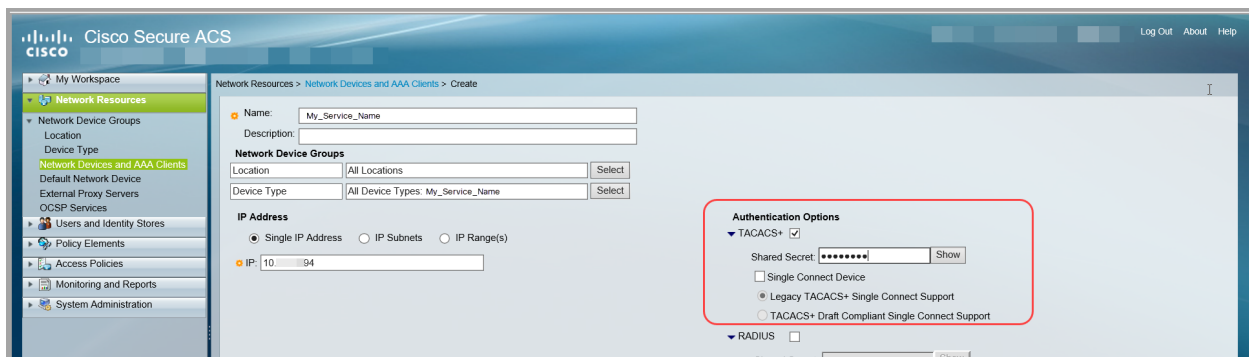 Cisco Secure ACS
CISCO
Log Out About Help
My Workspace
Network Resources
Network Device Groups
Location
Device Type
Network Devices and AAA Clients
Default Network Device
External Proxy Servers
OCSP Services
Users and Identity Stores
Policy Elements
Access Policies
Monitoring and Reports
System Administration
Network Resources > Network Devices and AAA Clients > Create
Name: My_Service_Name
Description:
Network Device Groups
Location All Locations Select
Device Type All Device Types: My_Service_Name Select
IP Address
Single IP Address IP Subnets IP Range(s)
IP: 10. 94
Authentication Options
TACACS+
Shared Secret: •••••••• Show
Single Connect Device
Legacy TACACS+ Single Connect Support
TACACS+ Draft Compliant Single Connect Support
RADIUS